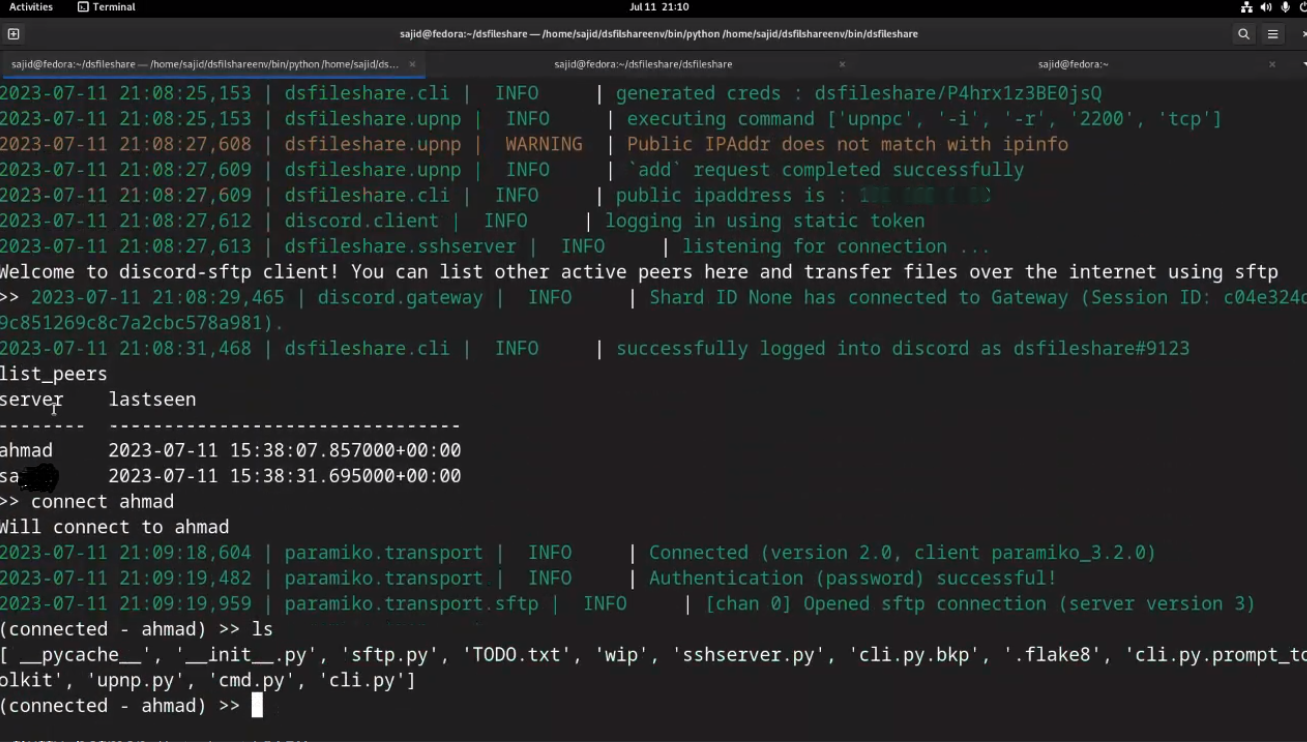 Activities Terminal Jul 11 21:10
sajid@fedora:~/dsfileshare — /home/sajid/dsfilshareenv/bin/python /home/sajid/dsfilshareenv/bin/dsfileshare
sajid@fedora:~/dsfileshare — /home/sajid/dsfilshareenv/bin/python /home/sajid/ds... × sajid@fedora:~/dsfileshare/dsfileshare × sajid@fedora:~ ×
2023-07-11 21:08:25,153 | dsfileshare.cli | INFO | generated creds : dsfileshare/P4hrx1z3BE0jsQ
2023-07-11 21:08:25,153 | dsfileshare.upnp | INFO | executing command ['upnpc', '-i', '-r', '2200', 'tcp']
2023-07-11 21:08:27,608 | dsfileshare.upnp | WARNING | Public IPAddr does not match with ipinfo
2023-07-11 21:08:27,609 | dsfileshare.upnp | INFO | `add` request completed successfully
2023-07-11 21:08:27,609 | dsfileshare.cli | INFO | public ipaddress is :
2023-07-11 21:08:27,612 | discord.client | INFO | logging in using static token
2023-07-11 21:08:27,613 | dsfileshare.sshserver | INFO | listening for connection ...
Welcome to discord-sftp client! You can list other active peers here and transfer files over the internet using sftp
>> 2023-07-11 21:08:29,465 | discord.gateway | INFO | Shard ID None has connected to Gateway (Session ID: c04e324c
9c851269c8c7a2cbc578a981).
2023-07-11 21:08:31,468 | dsfileshare.cli | INFO | successfully logged into discord as dsfileshare#9123
list_peers
server lastseen
-------- --------------------------------
ahmad 2023-07-11 15:38:07.857000+00:00
sa 2023-07-11 15:38:31.695000+00:00
>> connect ahmad
Will connect to ahmad
2023-07-11 21:09:18,604 | paramiko.transport | INFO | Connected (version 2.0, client paramiko_3.2.0)
2023-07-11 21:09:19,482 | paramiko.transport | INFO | Authentication (password) successful!
2023-07-11 21:09:19,959 | paramiko.transport.sftp | INFO | [chan 0] Opened sftp connection (server version 3)
(connected - ahmad) >> ls
[ __pycache__', '__init__.py', 'sftp.py', 'TODO.txt', 'wip', 'sshserver.py', 'cli.py.bkp', '.flake8', 'cli.py.prompt_to
olkit', 'upnp.py', 'cmd.py', 'cli.py']
(connected - ahmad) >>